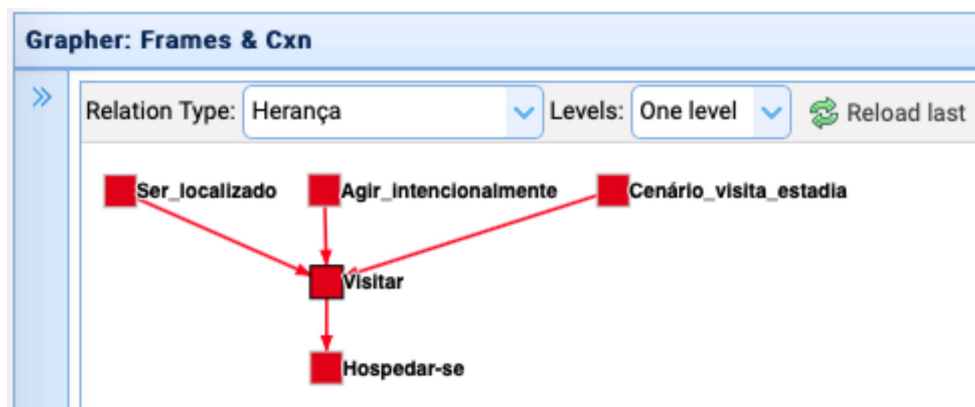 Grapher: Frames & Cxn
Relation Type: Herança Levels: One level Reload last
Ser_localizado Agir_intencionalmente Cenário_visita_estadia
Visitar
Hospedar-se